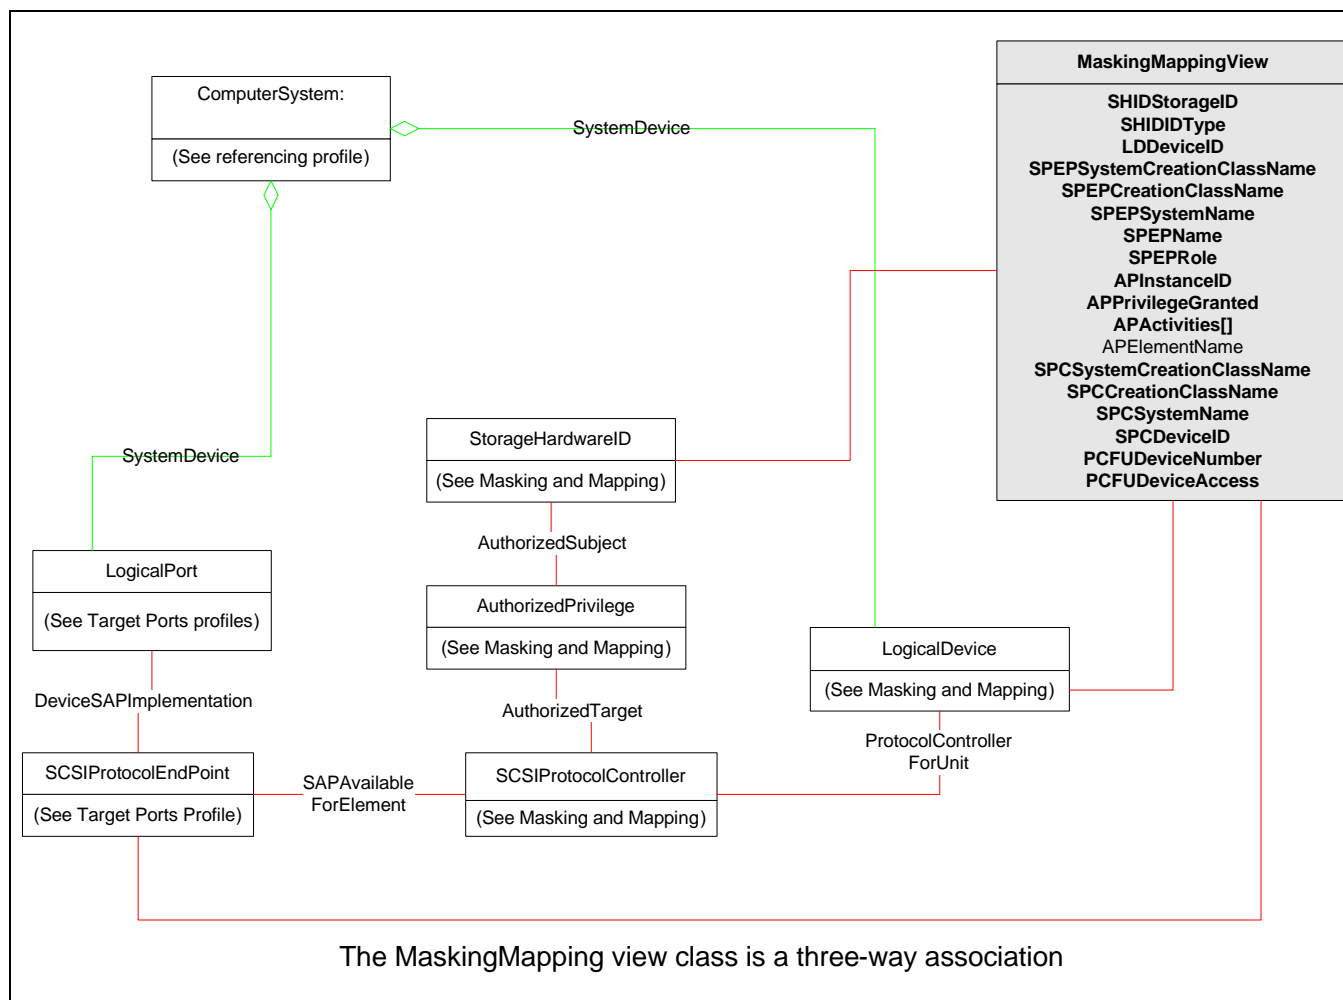 MaskingMappingView
SHIDStorageID
SHIDIDType
LDDeviceID
SPEPSystemCreationClassName
SPEPCreationClassName
SPEPSystemName
SPEPName
SPEPRole
APInstanceID
APPrivilegeGranted
APActivities[]
APElementName
SPCSystemCreationClassName
SPCCreationClassName
SPCSystemName
SPCDeviceID
PCFUDeviceNumber
PCFUDeviceAccess
ComputerSystem:
(See referencing profile)
SystemDevice
SystemDevice
StorageHardwareID
(See Masking and Mapping)
AuthorizedSubject
LogicalPort
(See Target Ports profiles)
AuthorizedPrivilege
(See Masking and Mapping)
LogicalDevice
(See Masking and Mapping)
DeviceSAPImplementation
AuthorizedTarget
ProtocolController
ForUnit
SCSIProtocolEndPoint
(See Target Ports Profile)
SAPAvailable
ForElement
SCSIProtocolController
(See Masking and Mapping)
The MaskingMapping view class is a three-way association